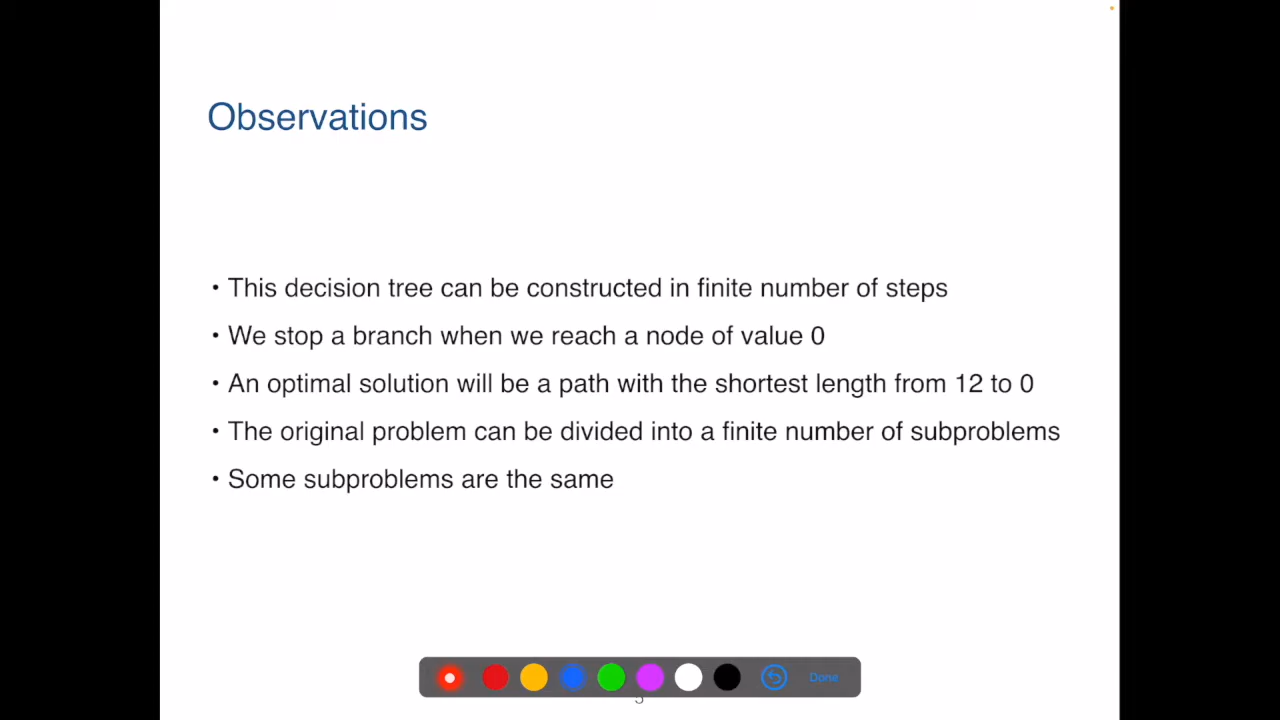 Observations
• This decision tree can be constructed in finite number of steps
• We stop a branch when we reach a node of value 0
• An optimal solution will be a path with the shortest length from 12 to 0
• The original problem can be divided into a finite number of subproblems
• Some subproblems are the same
Done